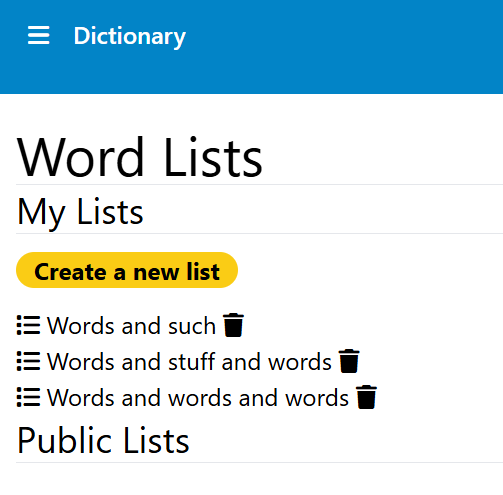 Dictionary
Word Lists
My Lists
Create a new list
Words and such
Words and stuff and words
Words and words and words
Public Lists